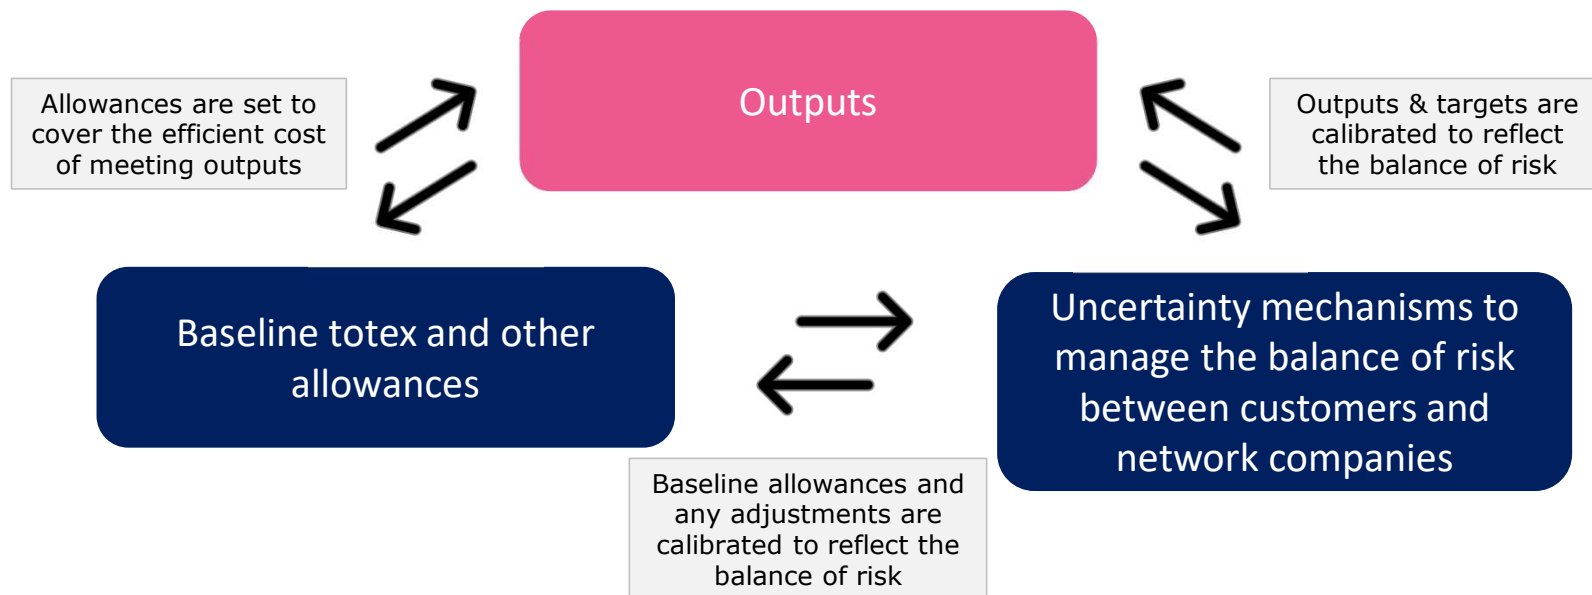 Outputs
Allowances are set to
cover the efficient cost
of meeting outputs
Outputs & targets are
calibrated to reflect
the balance of risk
Baseline totex and other
allowances
Uncertainty mechanisms to
manage the balance of risk
between customers and
network companies
Baseline allowances and
any adjustments are
calibrated to reflect the
balance of risk